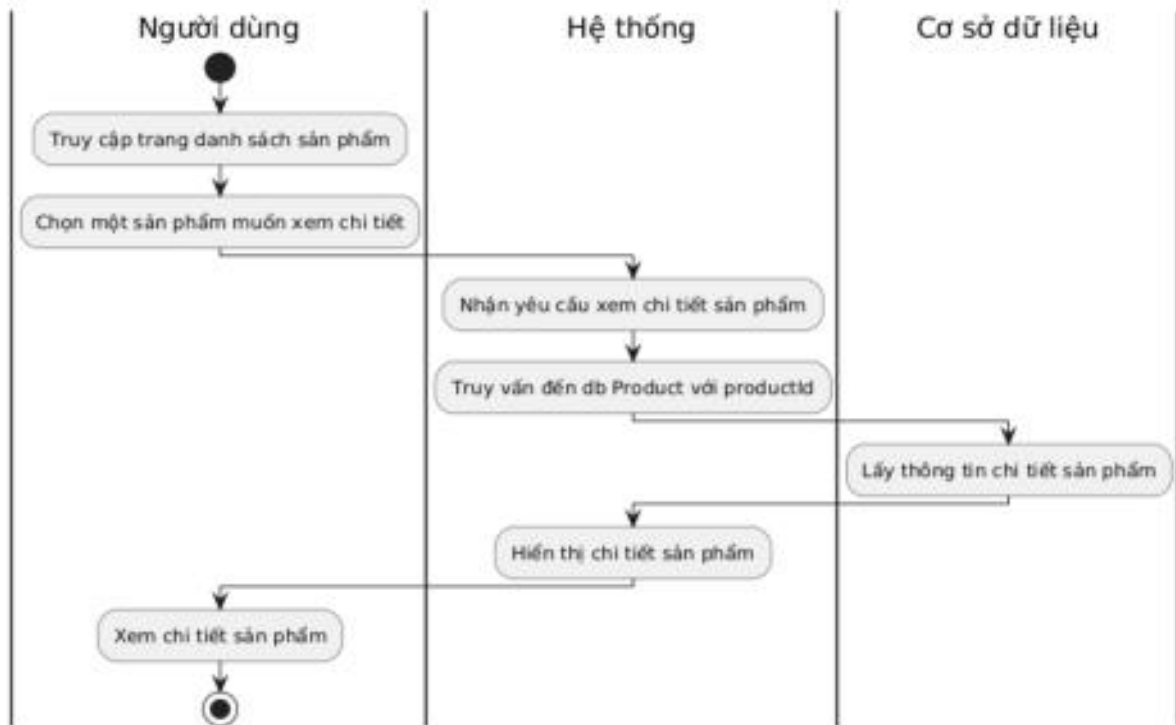 Người dùng
Hệ thống
Cơ sở dữ liệu
Truy cập trang danh sách sản phẩm
Chọn một sản phẩm muốn xem chi tiết
Nhận yêu cầu xem chi tiết sản phẩm
Truy vấn đến db Product với productId
Lấy thông tin chi tiết sản phẩm
Hiển thị chi tiết sản phẩm
Xem chi tiết sản phẩm